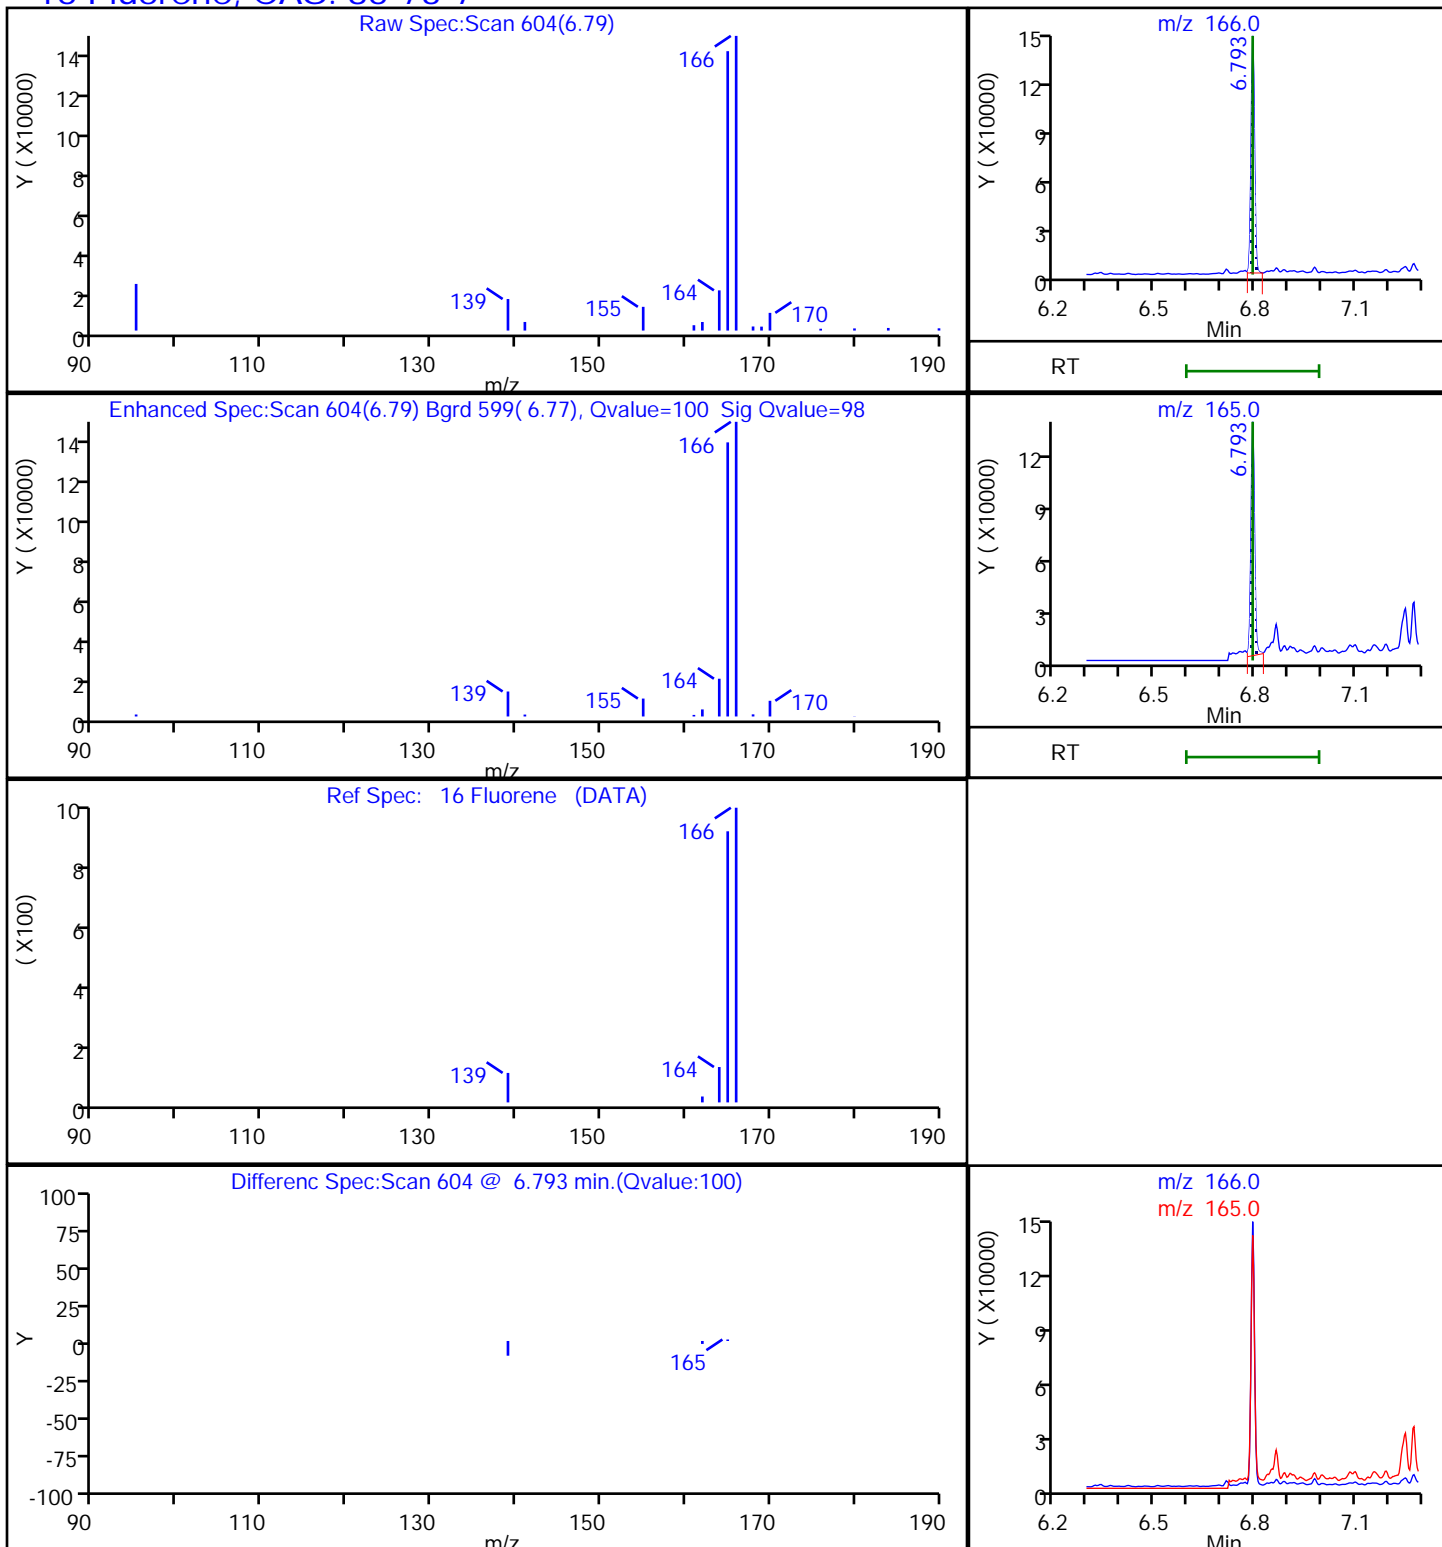 16 Fluorene, CAS: 86-73-7
Raw Spec:Scan 604(6.79)
Y ( X10000)
14
12
10
8
6
4
2
0
166
139
155
164
170
90 110 130 150 170 190
m/z
m/z 166.0
Y ( X10000)
15
12
9
6
3
0
6.793
6.2 6.5 6.8 7.1
Min
RT
Enhanced Spec:Scan 604(6.79) Bgrd 599( 6.77), Qvalue=100 Sig Qvalue=98
Y ( X10000)
14
12
10
8
6
4
2
0
166
139
155
164
170
90 110 130 150 170 190
m/z
m/z 165.0
Y ( X10000)
12
9
6
3
0
6.793
6.2 6.5 6.8 7.1
Min
RT
Ref Spec: 16 Fluorene (DATA)
( X100)
10
8
6
4
2
0
166
139
164
90 110 130 150 170 190
Differenc Spec:Scan 604 @ 6.793 min.(Qvalue:100)
Y
100
75
50
25
0
-25
-50
-75
-100
165
90 110 130 150 170 190
m/z
m/z 166.0
m/z 165.0
Y ( X10000)
15
12
9
6
3
0
6.2 6.5 6.8 7.1
Min